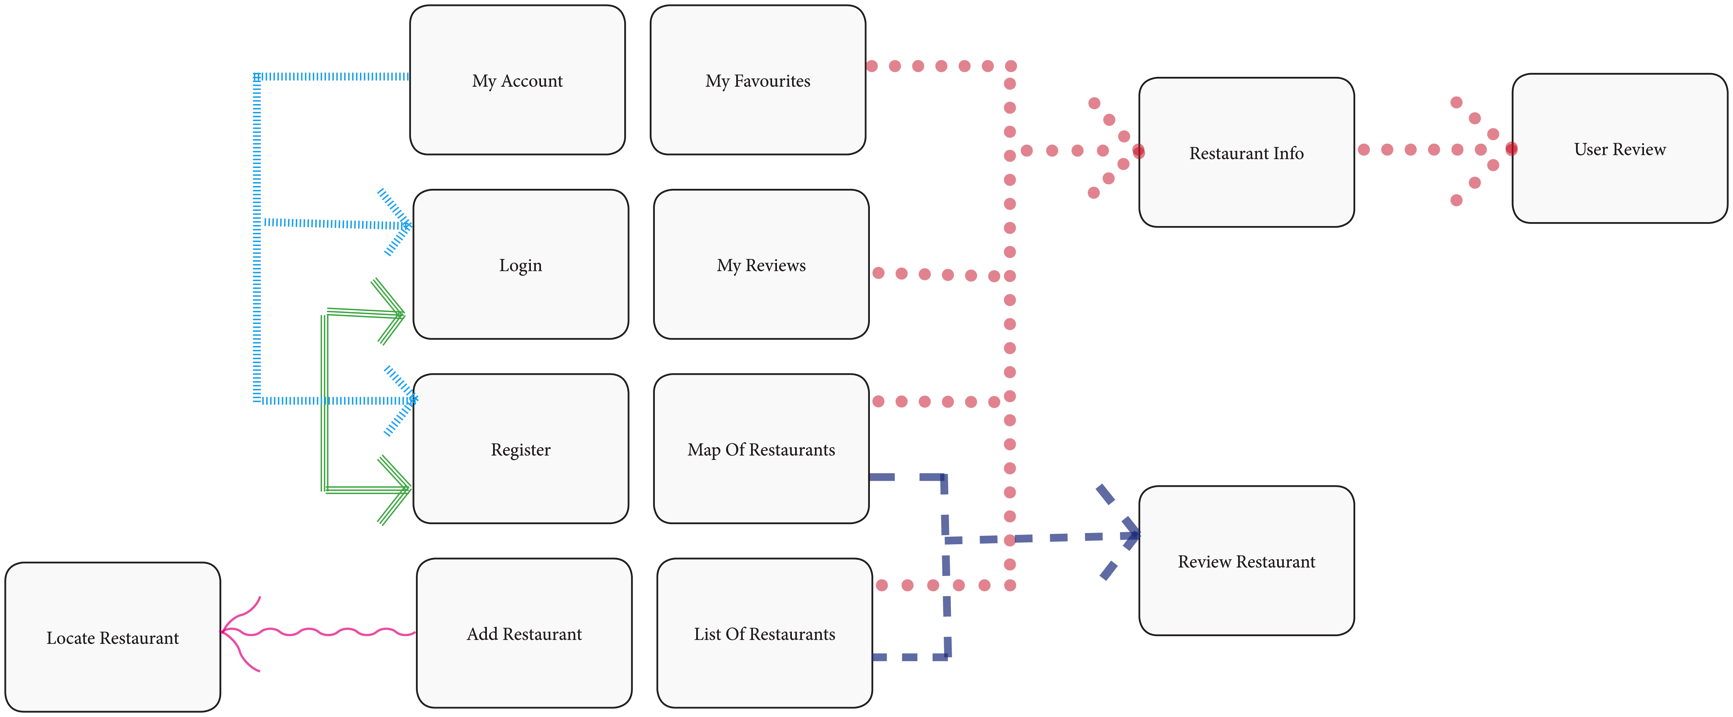 My Account
My Favourites
Restaurant Info
User Review
Login
My Reviews
Register
Map Of Restaurants
Review Restaurant
Locate Restaurant
Add Restaurant
List Of Restaurants